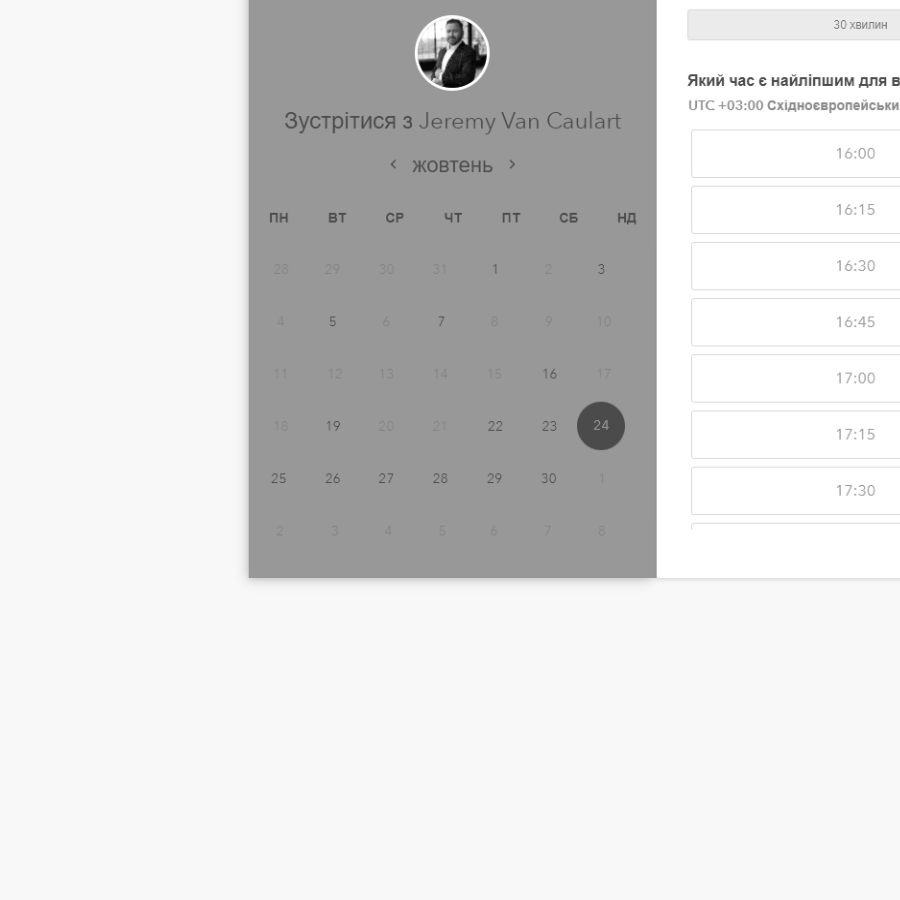 Зустрітися з Jeremy Van Caulart
жовтень
ПН ВТ СР ЧТ ПТ СБ НД
28 29 30 31 1 2 3
4 5 6 7 8 9 10
11 12 13 14 15 16 17
18 19 20 21 22 23 24
25 26 27 28 29 30 1
2 3 4 5 6 7 8
30 хвилин
Який час є найліпшим для в
UTC +03:00 Східноєвропейськи
16:00
16:15
16:30
16:45
17:00
17:15
17:30